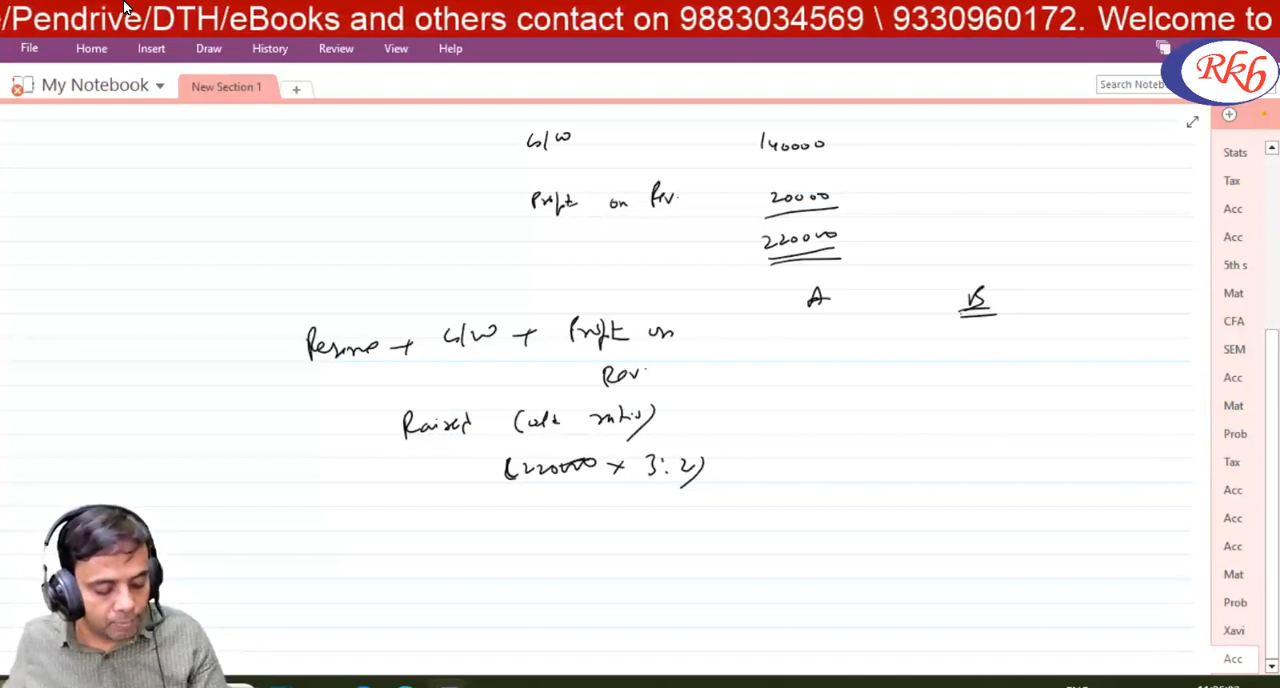 /Pendrive/DTH/eBooks and others contact on 9883034569 \ 9330960172. Welcome to
File Home Insert Draw History Review View Help
Rkb
My Notebook New Section 1 + Search Noteb
G/W 140000
Profit on Rev. 20000
220000
A B
Reserve + G/W + Profit on
Rev.
Raised (old ratio)
(220000 × 3:2)
Stats
Tax
Acc
Acc
5th s
Mat
CFA
SEM
Acc
Mat
Prob
Tax
Acc
Acc
Acc
Mat
Prob
Xavi
Acc